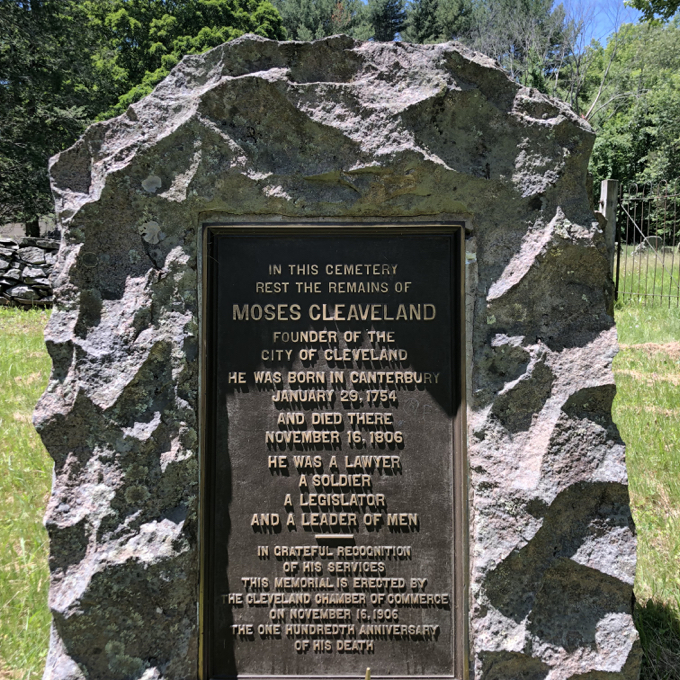 IN THIS CEMETERY
REST THE REMAINS OF
MOSES CLEAVELAND
FOUNDER OF THE
CITY OF CLEVELAND
HE WAS BORN IN CANTERBURY
JANUARY 29, 1754
AND DIED THERE
NOVEMBER 16, 1806
HE WAS A LAWYER
A SOLDIER
A LEGISLATOR
AND A LEADER OF MEN
IN GRATEFUL RECOGNITION
OF HIS SERVICES
THIS MEMORIAL IS ERECTED BY
THE CLEVELAND CHAMBER OF COMMERCE
ON NOVEMBER 16, 1906
THE ONE HUNDREDTH ANNIVERSARY
OF HIS DEATH